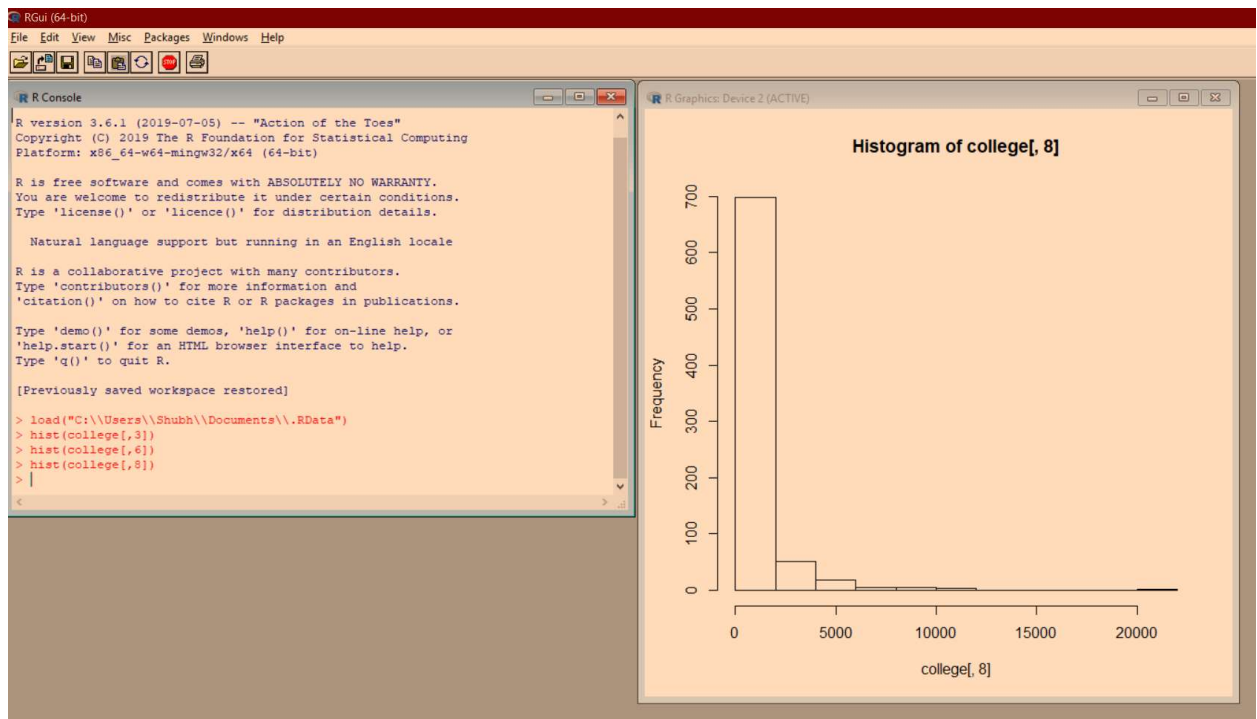 RGui (64-bit)
File Edit View Misc Packages Windows Help
STOP
R Console
R version 3.6.1 (2019-07-05) -- "Action of the Toes"
Copyright (C) 2019 The R Foundation for Statistical Computing
Platform: x86_64-w64-mingw32/x64 (64-bit)
R is free software and comes with ABSOLUTELY NO WARRANTY.
You are welcome to redistribute it under certain conditions.
Type 'license()' or 'licence()' for distribution details.
Natural language support but running in an English locale
R is a collaborative project with many contributors.
Type 'contributors()' for more information and
'citation()' on how to cite R or R packages in publications.
Type 'demo()' for some demos, 'help()' for on-line help, or
'help.start()' for an HTML browser interface to help.
Type 'q()' to quit R.
[Previously saved workspace restored]
> load("C:\\Users\\Shubh\\Documents\\.RData")
> hist(college[,3])
> hist(college[,6])
> hist(college[,8])
>
R Graphics: Device 2 (ACTIVE)
Histogram of college[, 8]
Frequency
700
600
500
400
300
200
100
0
0 5000 10000 15000 20000
college[, 8]